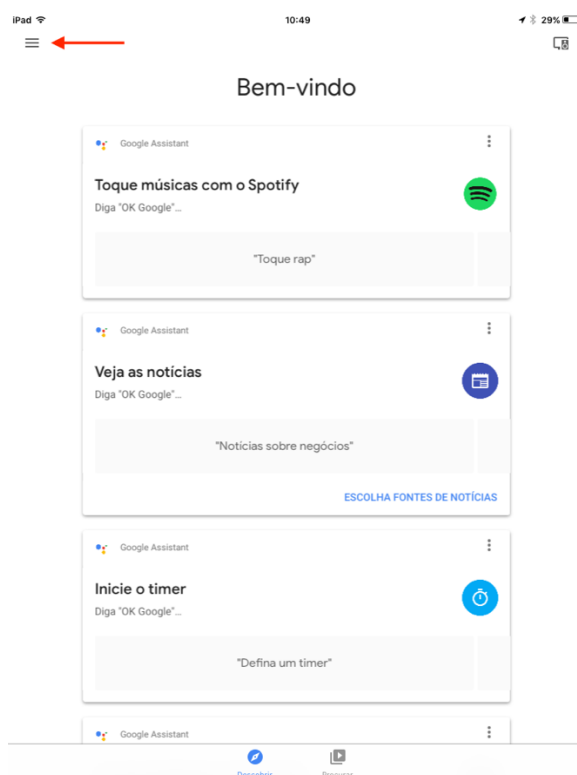 iPad 10:49 29%
Bem-vindo
Google Assistant
Toque músicas com o Spotify
Diga "OK Google"...
"Toque rap"
Google Assistant
Veja as notícias
Diga "OK Google"...
"Notícias sobre negócios"
ESCOLHA FONTES DE NOTÍCIAS
Google Assistant
Inicie o timer
Diga "OK Google"...
"Defina um timer"
Google Assistant
Descobrir